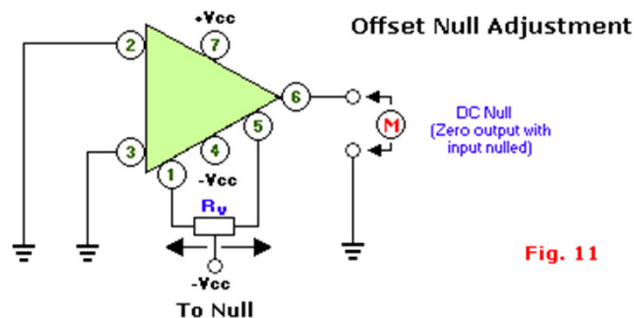 Offset Null Adjustment
+Vcc
2
7
6
DC Null
(Zero output with
input nulled)
M
5
3
4
1
-Vcc
Rv
-Vcc
To Null
Fig. 11